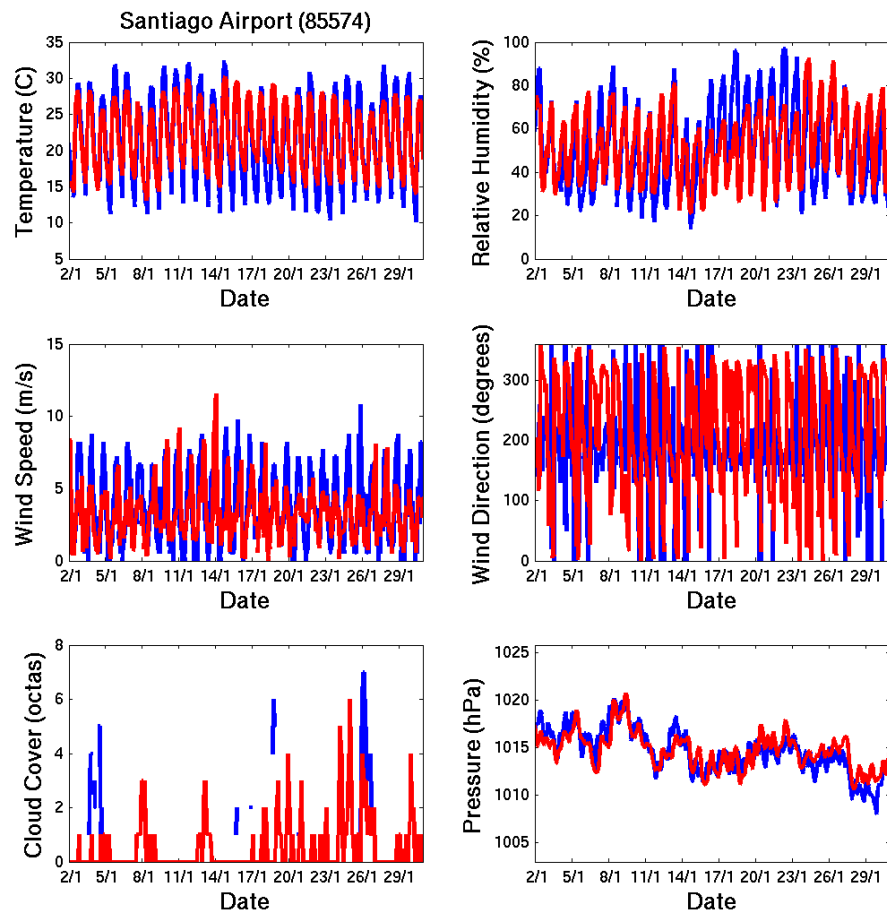 Santiago Airport (85574)
Temperature (C)
35
30
25
20
15
10
5
2/1 5/1 8/1 11/1 14/1 17/1 20/1 23/1 26/1 29/1
Date
Relative Humidity (%)
100
80
60
40
20
0
2/1 5/1 8/1 11/1 14/1 17/1 20/1 23/1 26/1 29/1
Date
Wind Speed (m/s)
15
10
5
0
2/1 5/1 8/1 11/1 14/1 17/1 20/1 23/1 26/1 29/1
Date
Wind Direction (degrees)
300
200
100
0
2/1 5/1 8/1 11/1 14/1 17/1 20/1 23/1 26/1 29/1
Date
Cloud Cover (octas)
8
6
4
2
0
2/1 5/1 8/1 11/1 14/1 17/1 20/1 23/1 26/1 29/1
Date
Pressure (hPa)
1025
1020
1015
1010
1005
2/1 5/1 8/1 11/1 14/1 17/1 20/1 23/1 26/1 29/1
Date